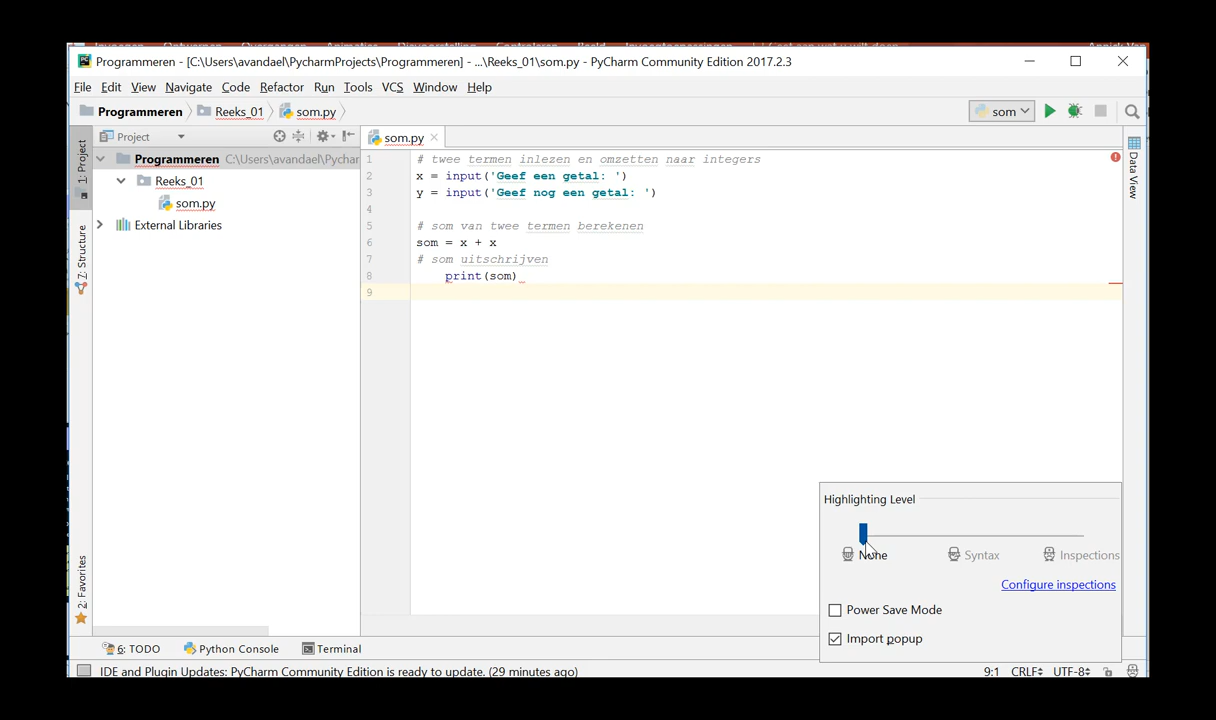 Programmeren - [C:\Users\avandael\PycharmProjects\Programmeren] - ...\Reeks_01\som.py - PyCharm Community Edition 2017.2.3
File Edit View Navigate Code Refactor Run Tools VCS Window Help
Programmeren Reeks_01 som.py som
1: Project
Project
som.py
Programmeren C:\Users\avandael\Pychar
Reeks_01
som.py
External Libraries
7: Structure
2: Favorites
Data View
1 # twee termen inlezen en omzetten naar integers
2 x = input('Geef een getal: ')
3 y = input('Geef nog een getal: ')
4
5 # som van twee termen berekenen
6 som = x + x
7 # som uitschrijven
8 print(som)
9
Highlighting Level
None Syntax Inspections
Configure inspections
Power Save Mode
Import popup
6: TODO Python Console Terminal
IDE and Plugin Updates: PyCharm Community Edition is ready to update. (29 minutes ago) 9:1 CRLF UTF-8